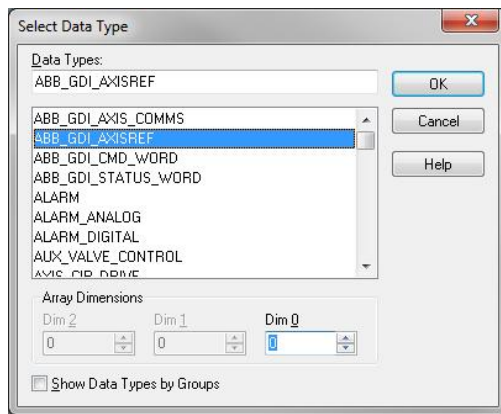 Select Data Type
Data Types:
ABB_GDI_AXISREF
OK
ABB_GDI_AXIS_COMMS
ABB_GDI_AXISREF
ABB_GDI_CMD_WORD
ABB_GDI_STATUS_WORD
ALARM
ALARM_ANALOG
ALARM_DIGITAL
AUX_VALVE_CONTROL
AXIS_CIP_DRIVE
Cancel
Help
Array Dimensions
Dim 2 Dim 1 Dim 0
0 0 0
Show Data Types by Groups